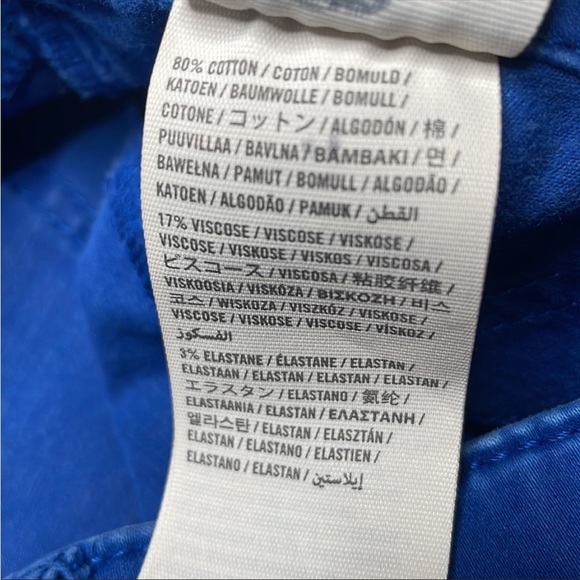 80% COTTON / COTON / BOMULD /
KATOEN / BAUMWOLLE / BOMULL /
COTONE / コットン / ALGODÓN / 棉 /
PUUVILLAA / BAVLNA / BAMBAKI / 면 /
BAWEŁNA / PAMUT / BOMULL / ALGODÃO /
KATOEN / ALGODÃO / PAMUK / القطن
17% VISCOSE / VISCOSE / VISKOSE /
VISCOSE / VISKOSE / VISKOS / VISCOSA /
ビスコース / VISCOSA / 粘胶纤维 /
VISKOOSIA / VISKÓZA / ΒΙΣΚΟΖΗ / 비스
코스 / WISKOZA / VISZKÓZ / VISKOSE /
VISCOSE / VISKOSE / VISCOSE / VİSKOZ /
الفسكوز
3% ELASTANE / ÉLASTANE / ELASTAN /
ELASTAAN / ELASTAN / ELASTAN / ELASTAN /
エラスタン / ELASTANO / 氨纶 /
ELASTAANIA / ELASTAN / ΕΛΑΣΤΑΝΗ /
엘라스탄 / ELASTAN / ELASZTÁN /
ELASTAN / ELASTANO / ELASTIEN /
ELASTANO / ELASTAN / إيلاستين